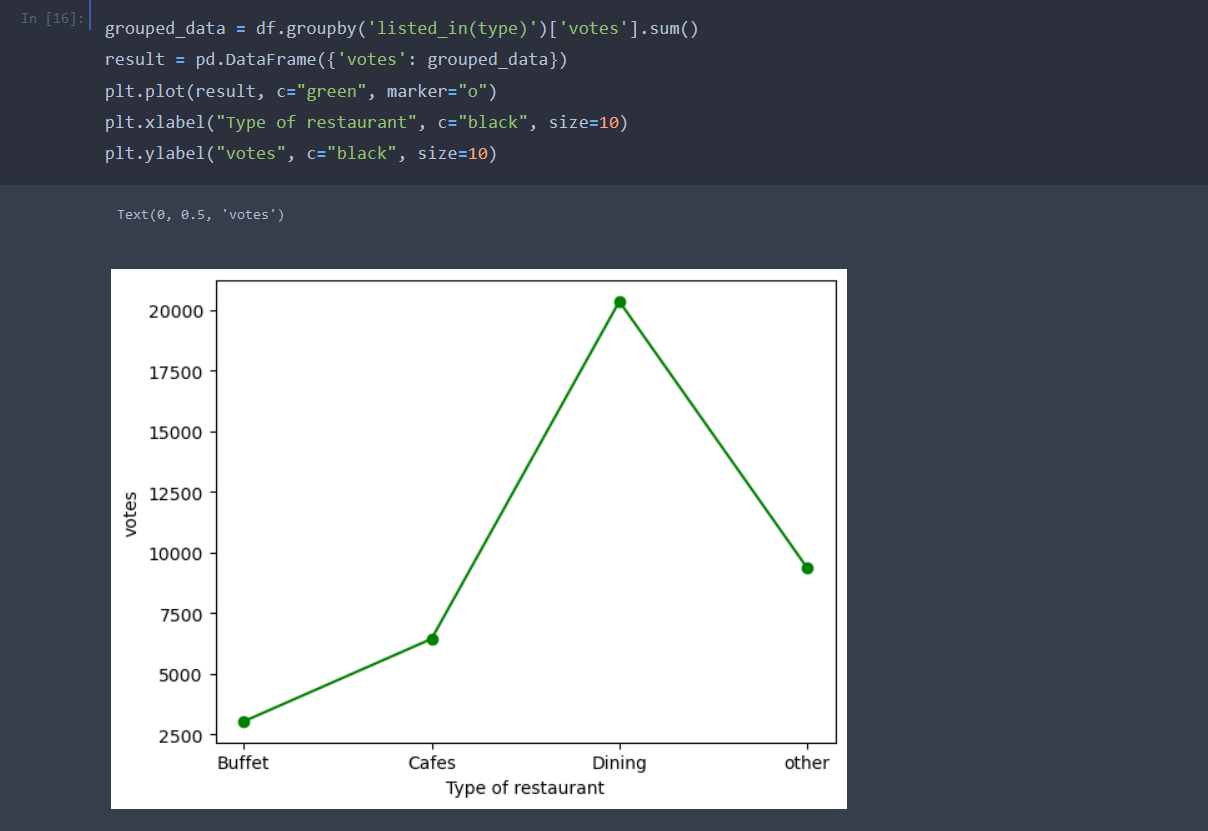 In [16]:
grouped_data = df.groupby('listed_in(type)')['votes'].sum()
result = pd.DataFrame({'votes': grouped_data})
plt.plot(result, c="green", marker="o")
plt.xlabel("Type of restaurant", c="black", size=10)
plt.ylabel("votes", c="black", size=10)
Text(0, 0.5, 'votes')
20000
17500
15000
12500
10000
7500
5000
2500
votes
Buffet Cafes Dining other
Type of restaurant